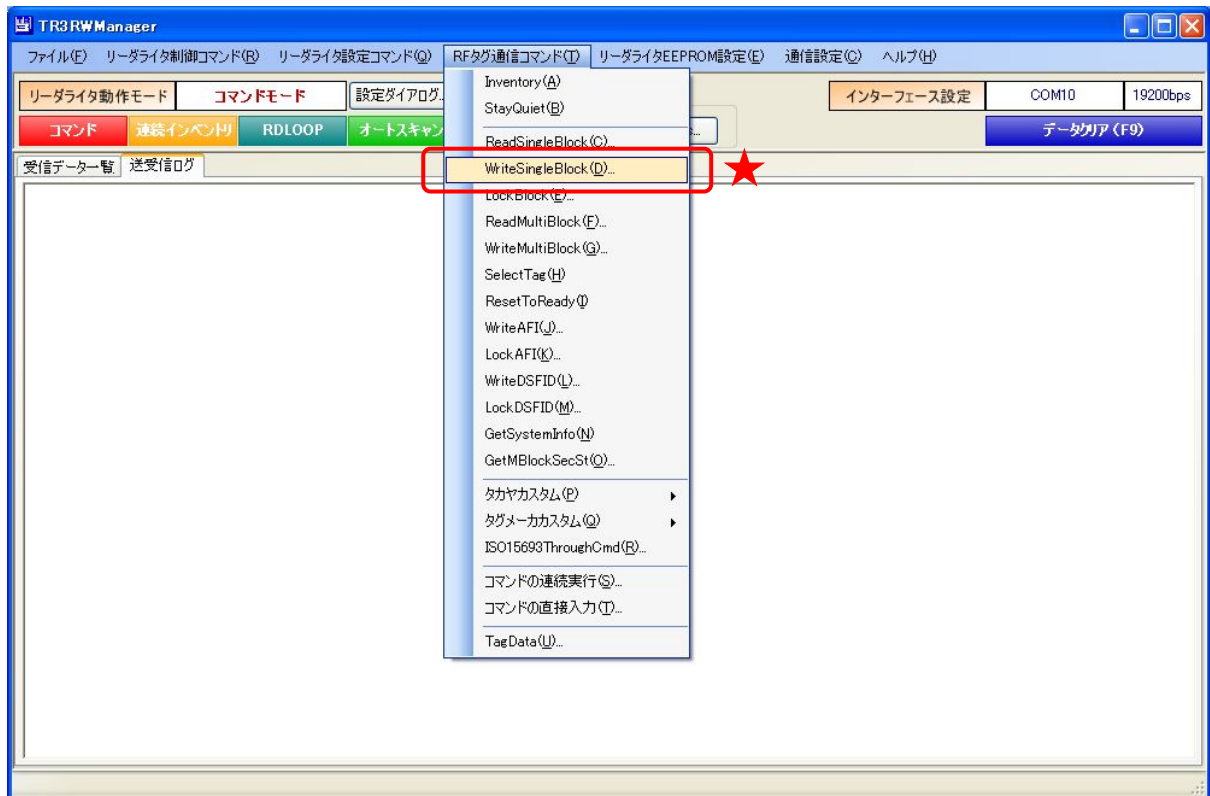 TR3RWManager
ファイル(F) リーダライタ制御コマンド(R) リーダライタ設定コマンド(Q) RFタグ通信コマンド(T) リーダライタEEPROM設定(E) 通信設定(C) ヘルプ(H)
リーダライタ動作モード コマンドモード 設定ダイアログ.. インターフェース設定 COM10 19200bps
コマンド 連続インベントリ RDLOOP オートスキャン データクリア (F9)
受信データ一覧 送受信ログ
Inventory(A)
StayQuiet(B)
ReadSingleBlock(C)...
WriteSingleBlock(D)...
LockBlock(E)...
ReadMultiBlock(F)...
WriteMultiBlock(G)...
SelectTag(H)
ResetToReady(I)
WriteAFI(J)...
LockAFI(K)...
WriteDSFID(L)...
LockDSFID(M)...
GetSystemInfo(N)
GetMBlockSecSt(O)...
タカヤカスタム(P)
タグメーカカスタム(Q)
ISO15693ThroughCmd(R)...
コマンドの連続実行(S)...
コマンドの直接入力(T)...
TagData(U)...